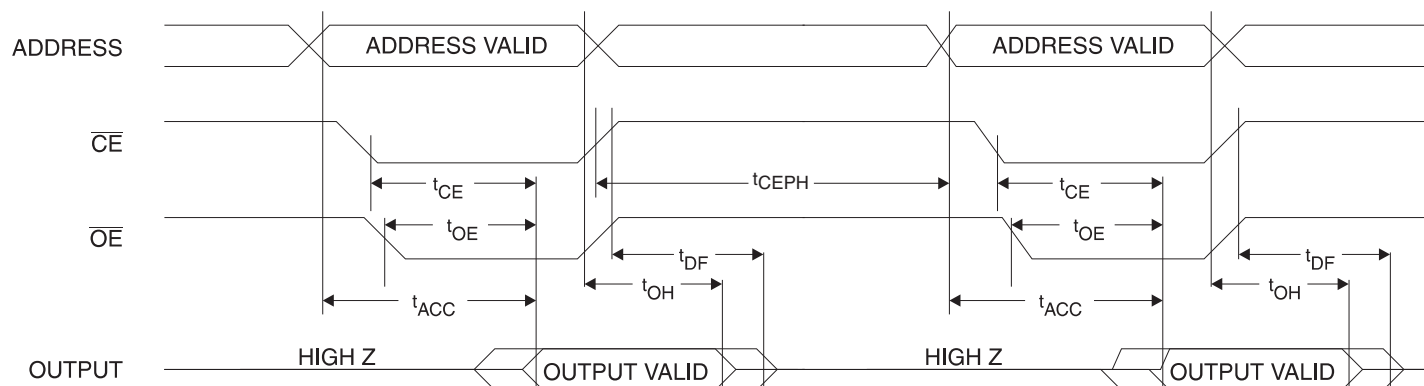 ADDRESS ADDRESS VALID ADDRESS VALID
CE
tCE tCEPH tCE
OE tOE tOE
tDF tDF
tOH tOH
tACC tACC
HIGH Z HIGH Z
OUTPUT OUTPUT VALID OUTPUT VALID